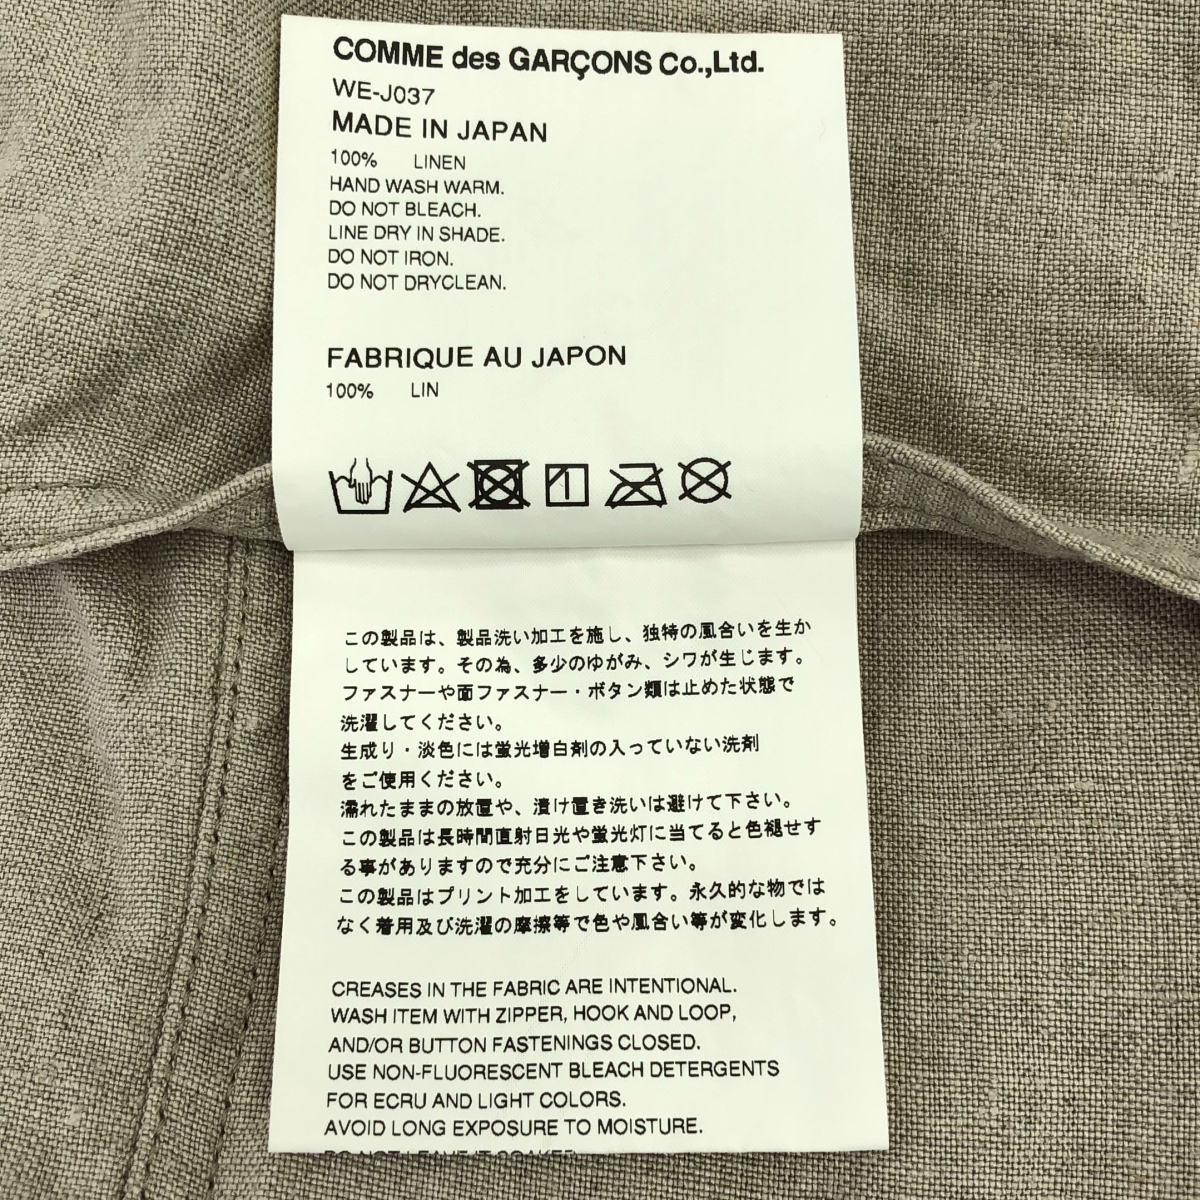 COMME des GARÇONS Co.,Ltd.
WE-J037
MADE IN JAPAN
100% LINEN
HAND WASH WARM.
DO NOT BLEACH.
LINE DRY IN SHADE.
DO NOT IRON.
DO NOT DRYCLEAN.
FABRIQUE AU JAPON
100% LIN
この製品は、製品洗い加工を施し、独特の風合いを生か
しています。その為、多少のゆがみ、シワが生じます。
ファスナーや面ファスナー・ボタン類は止めた状態で
洗濯してください。
生成り・淡色には蛍光増白剤の入っていない洗剤
をご使用ください。
濡れたままの放置や、漬け置き洗いは避けて下さい。
この製品は長時間直射日光や蛍光灯に当てると色褪せす
る事がありますので充分にご注意下さい。
この製品はプリント加工をしています。永久的な物では
なく着用及び洗濯の摩擦等で色や風合い等が変化します。
CREASES IN THE FABRIC ARE INTENTIONAL.
WASH ITEM WITH ZIPPER, HOOK AND LOOP,
AND/OR BUTTON FASTENINGS CLOSED.
USE NON-FLUORESCENT BLEACH DETERGENTS
FOR ECRU AND LIGHT COLORS.
AVOID LONG EXPOSURE TO MOISTURE.
DO NOT LEAVE IT SOAKED